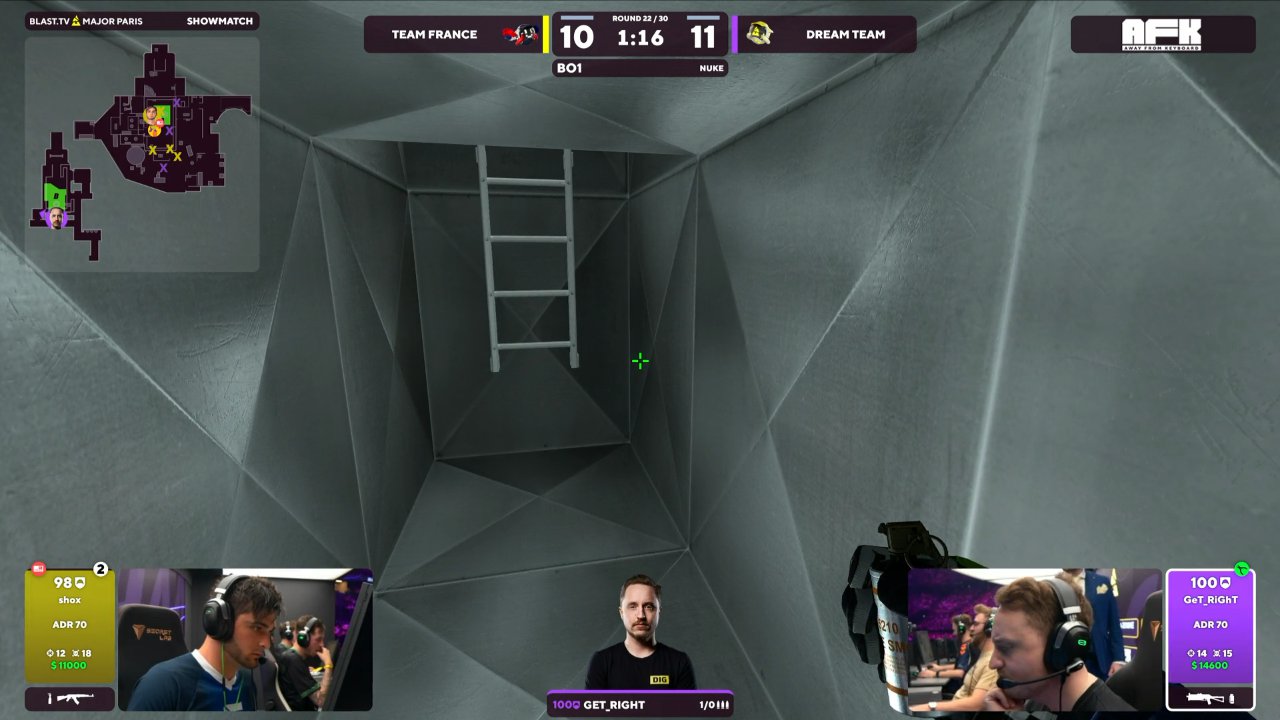 BLAST.TV MAJOR PARIS SHOWMATCH
TEAM FRANCE
10
ROUND 22 / 30
1:16
11
DREAM TEAM
BO1 NUKE
AFK
AWAY FROM KEYBOARD
B
2
98
shox
ADR 70
12 18
$11000
SECRET
LAB
DIG
100 GET_RIGHT 1/0
100
GeT_RiGhT
ADR 70
14 15
$14600